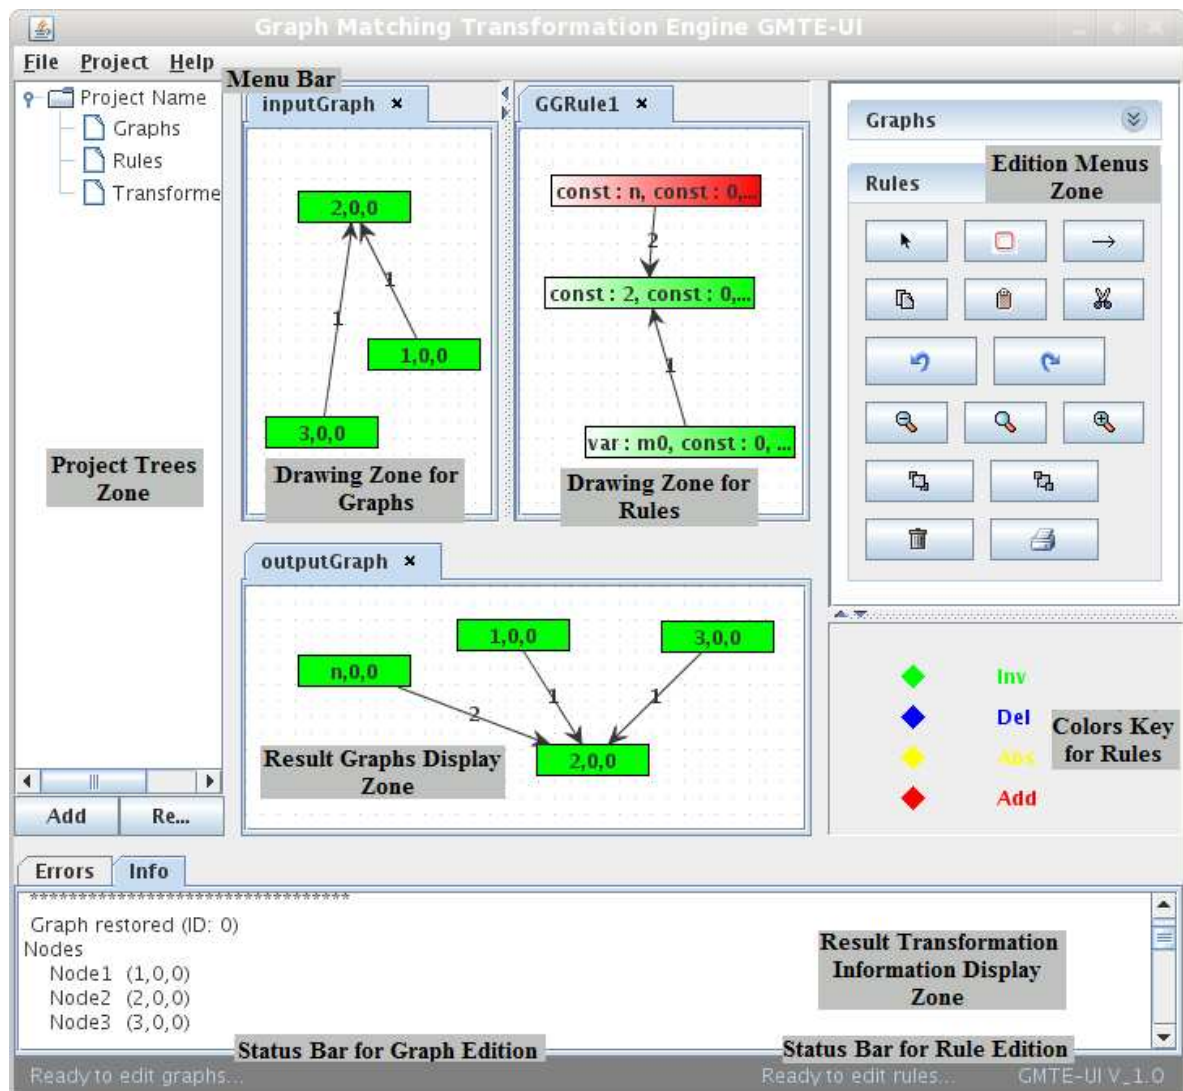 Graph Matching Transformation Engine GMTE-UI
File Project Help
Menu Bar
Project Name
Graphs
Rules
Transforme
Project Trees
Zone
Add Re...
inputGraph
2,0,0
1
1
1,0,0
3,0,0
Drawing Zone for
Graphs
GGRule1
const : n, const : 0,...
2
const : 2, const : 0,...
1
var : m0, const : 0, ...
Drawing Zone for
Rules
Graphs
Rules
Edition Menus
Zone
outputGraph
1,0,0
3,0,0
n,0,0
2
1
1
2,0,0
Result Graphs Display
Zone
Inv
Del
Abs
Add
Colors Key
for Rules
Errors Info
*********************************
Graph restored (ID: 0)
Nodes
Node1 (1,0,0)
Node2 (2,0,0)
Node3 (3,0,0)
Result Transformation
Information Display
Zone
Status Bar for Graph Edition
Status Bar for Rule Edition
Ready to edit graphs...
Ready to edit rules...
GMTE-UI V_1.0